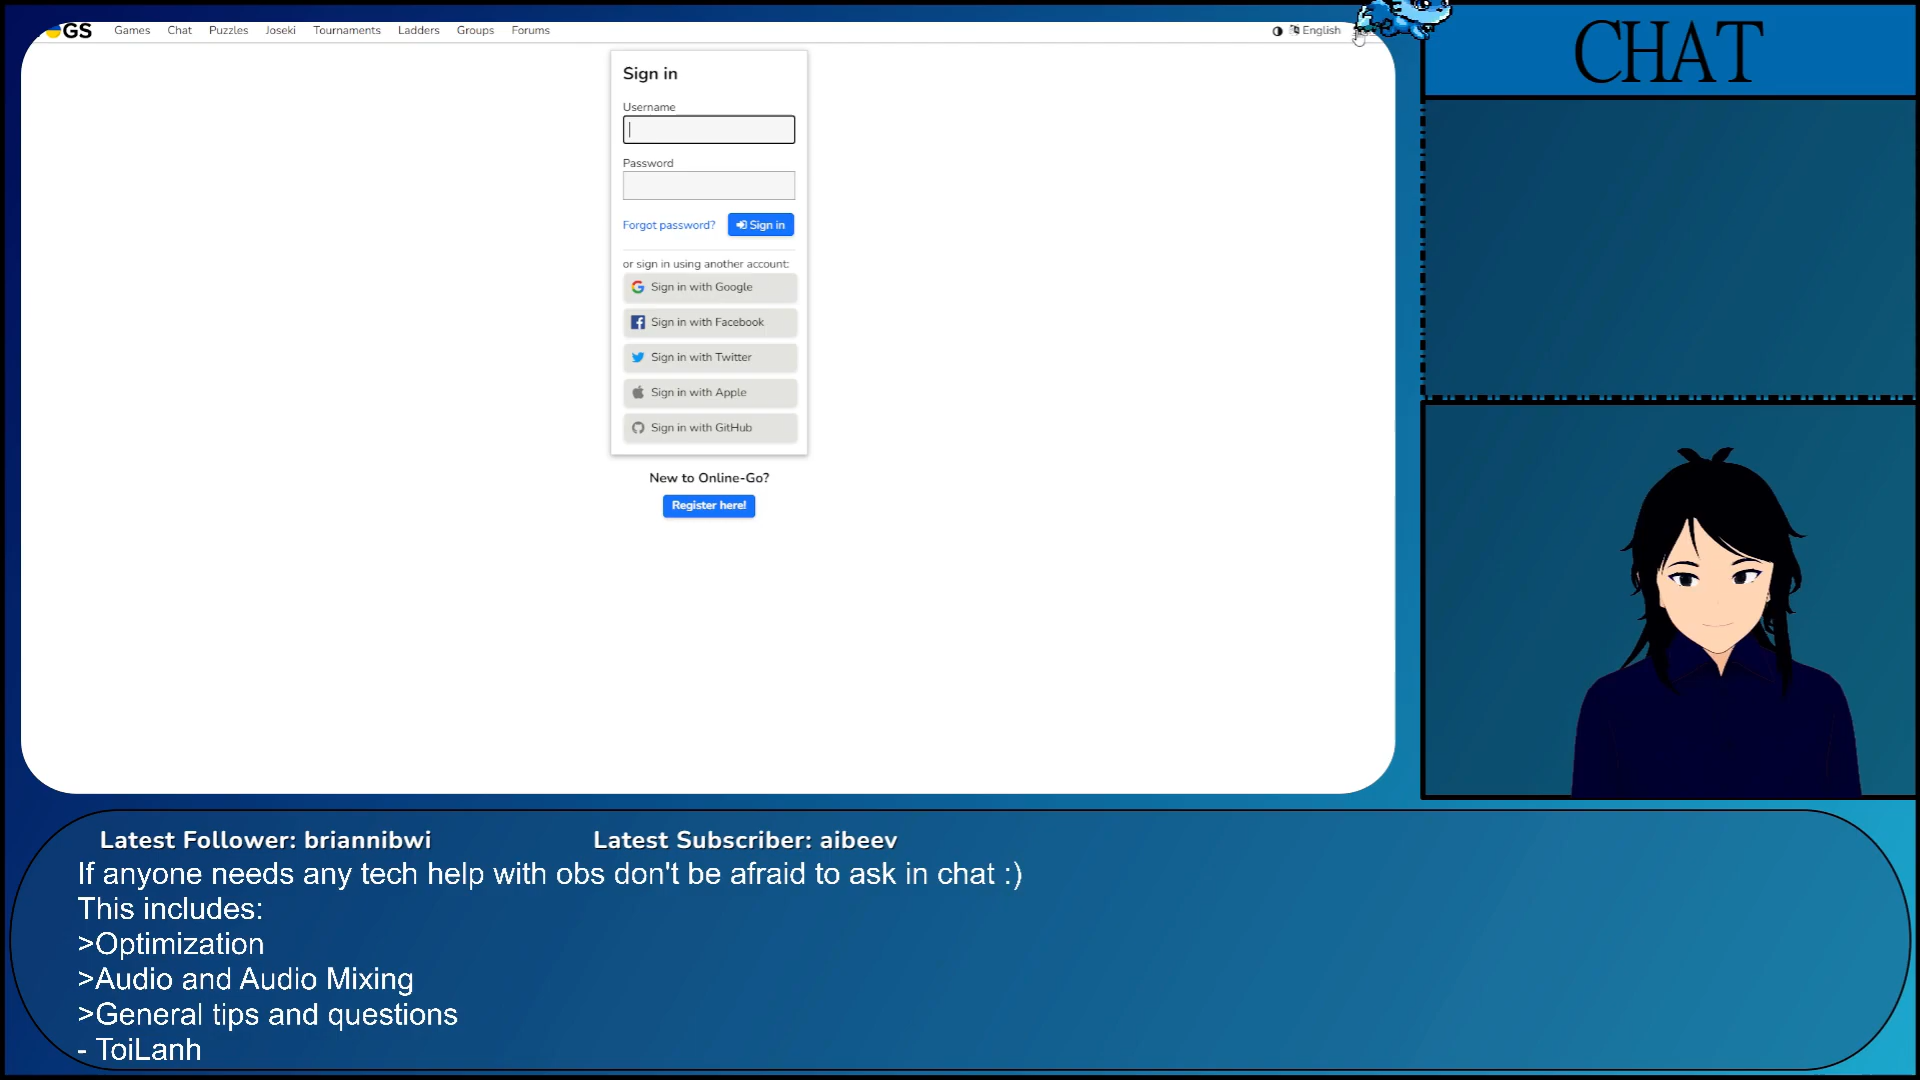 GS Games Chat Puzzles Joseki Tournaments Ladders Groups Forums English
CHAT
Sign in
Username
Password
Forgot password? Sign in
or sign in using another account:
Sign in with Google
Sign in with Facebook
Sign in with Twitter
Sign in with Apple
Sign in with GitHub
New to Online-Go?
Register here!
Latest Follower: briannibwi Latest Subscriber: aibeev
If anyone needs any tech help with obs don't be afraid to ask in chat :)
This includes:
>Optimization
>Audio and Audio Mixing
>General tips and questions
- ToiLanh